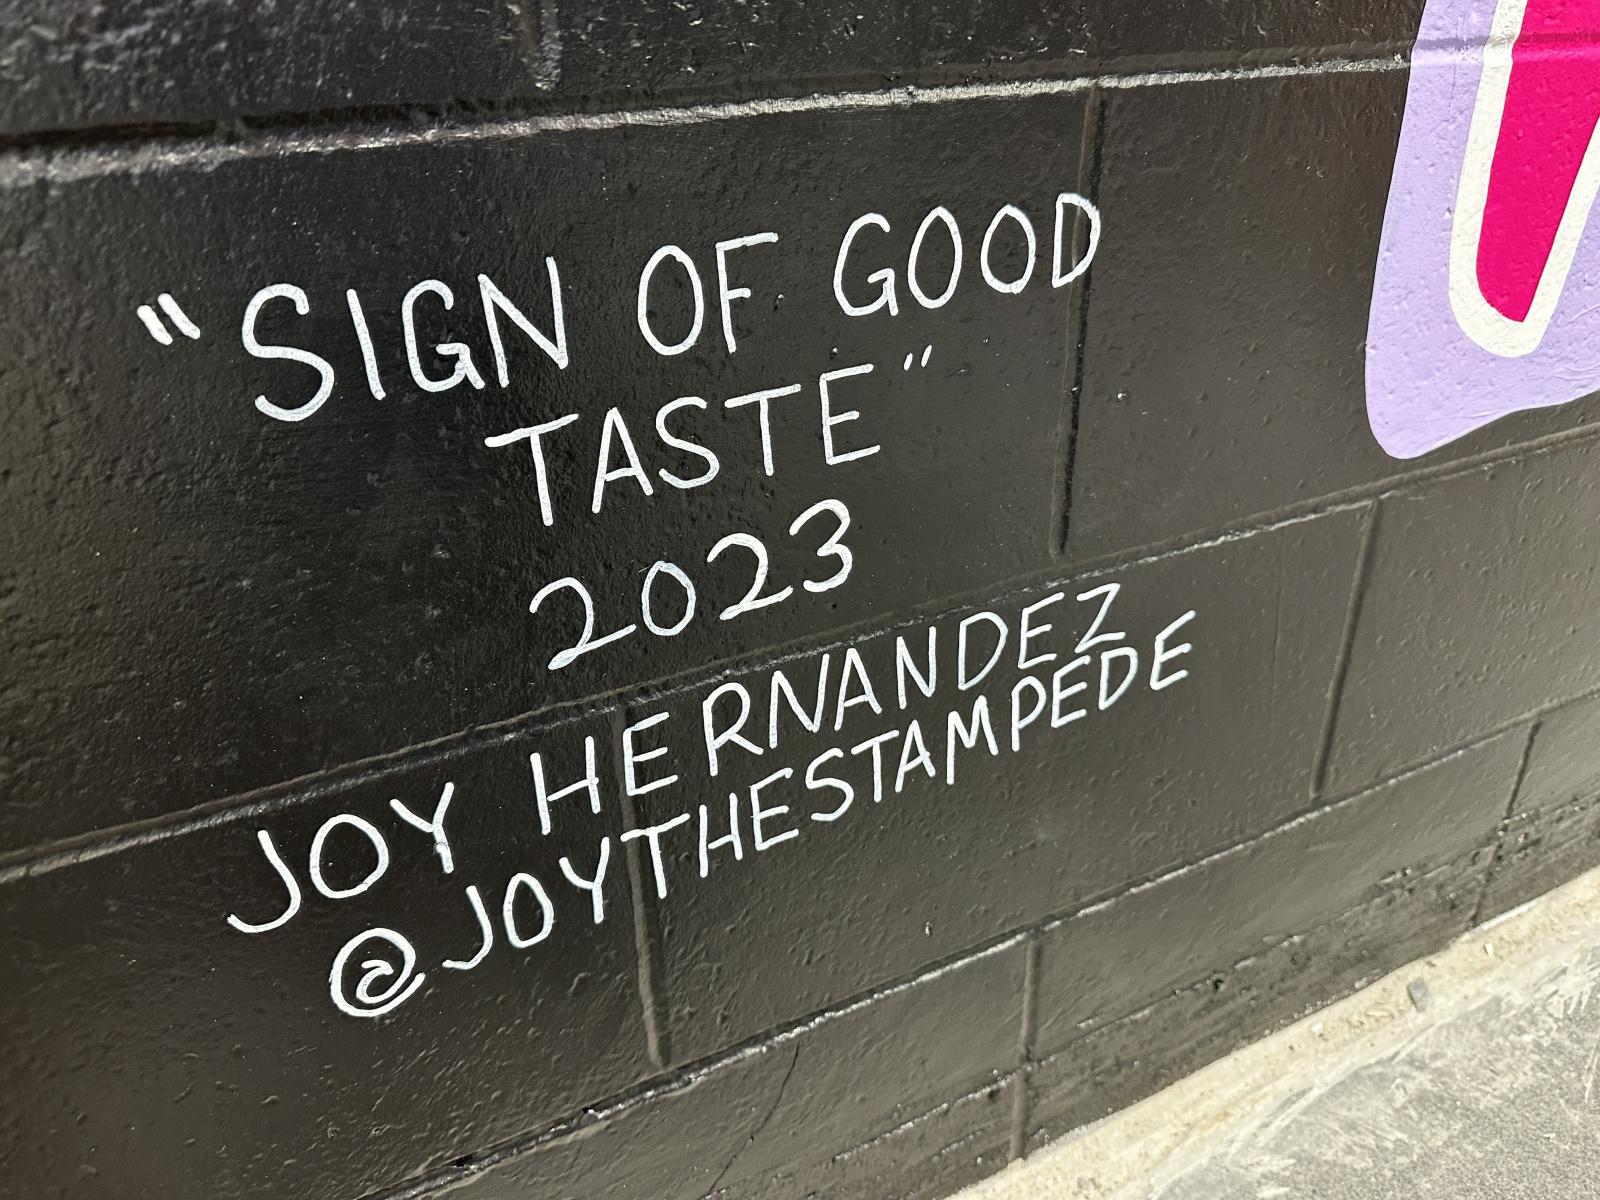 "SIGN OF GOOD
TASTE"
2023
JOY HERNANDEZ
@JOYTHESTAMPEDE